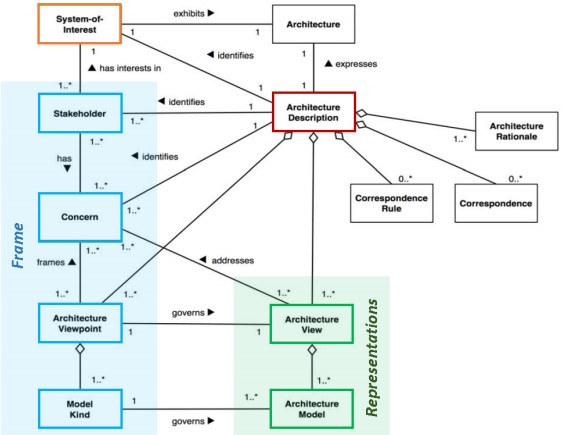 System-of-
Interest
exhibits ►
Architecture
1
1
1
◄ identifies
1
▲ has interests in
▲ expresses
1..*
1
1
Stakeholder
1..*
◄ identifies
1
Architecture
Description
1
1..*
Architecture
Rationale
1..*
has
▼
◄ identifies
1..*
0..*
0..*
Concern
1..*
Correspondence
Rule
Correspondence
1..*
1..*
Frame
frames ▲
◄ addresses
1..*
1..*
1..*
1..*
Architecture
Viewpoint
governs ►
1
1
Architecture
View
Representations
1..*
1..*
Model
Kind
1
governs ►
1..*
Architecture
Model